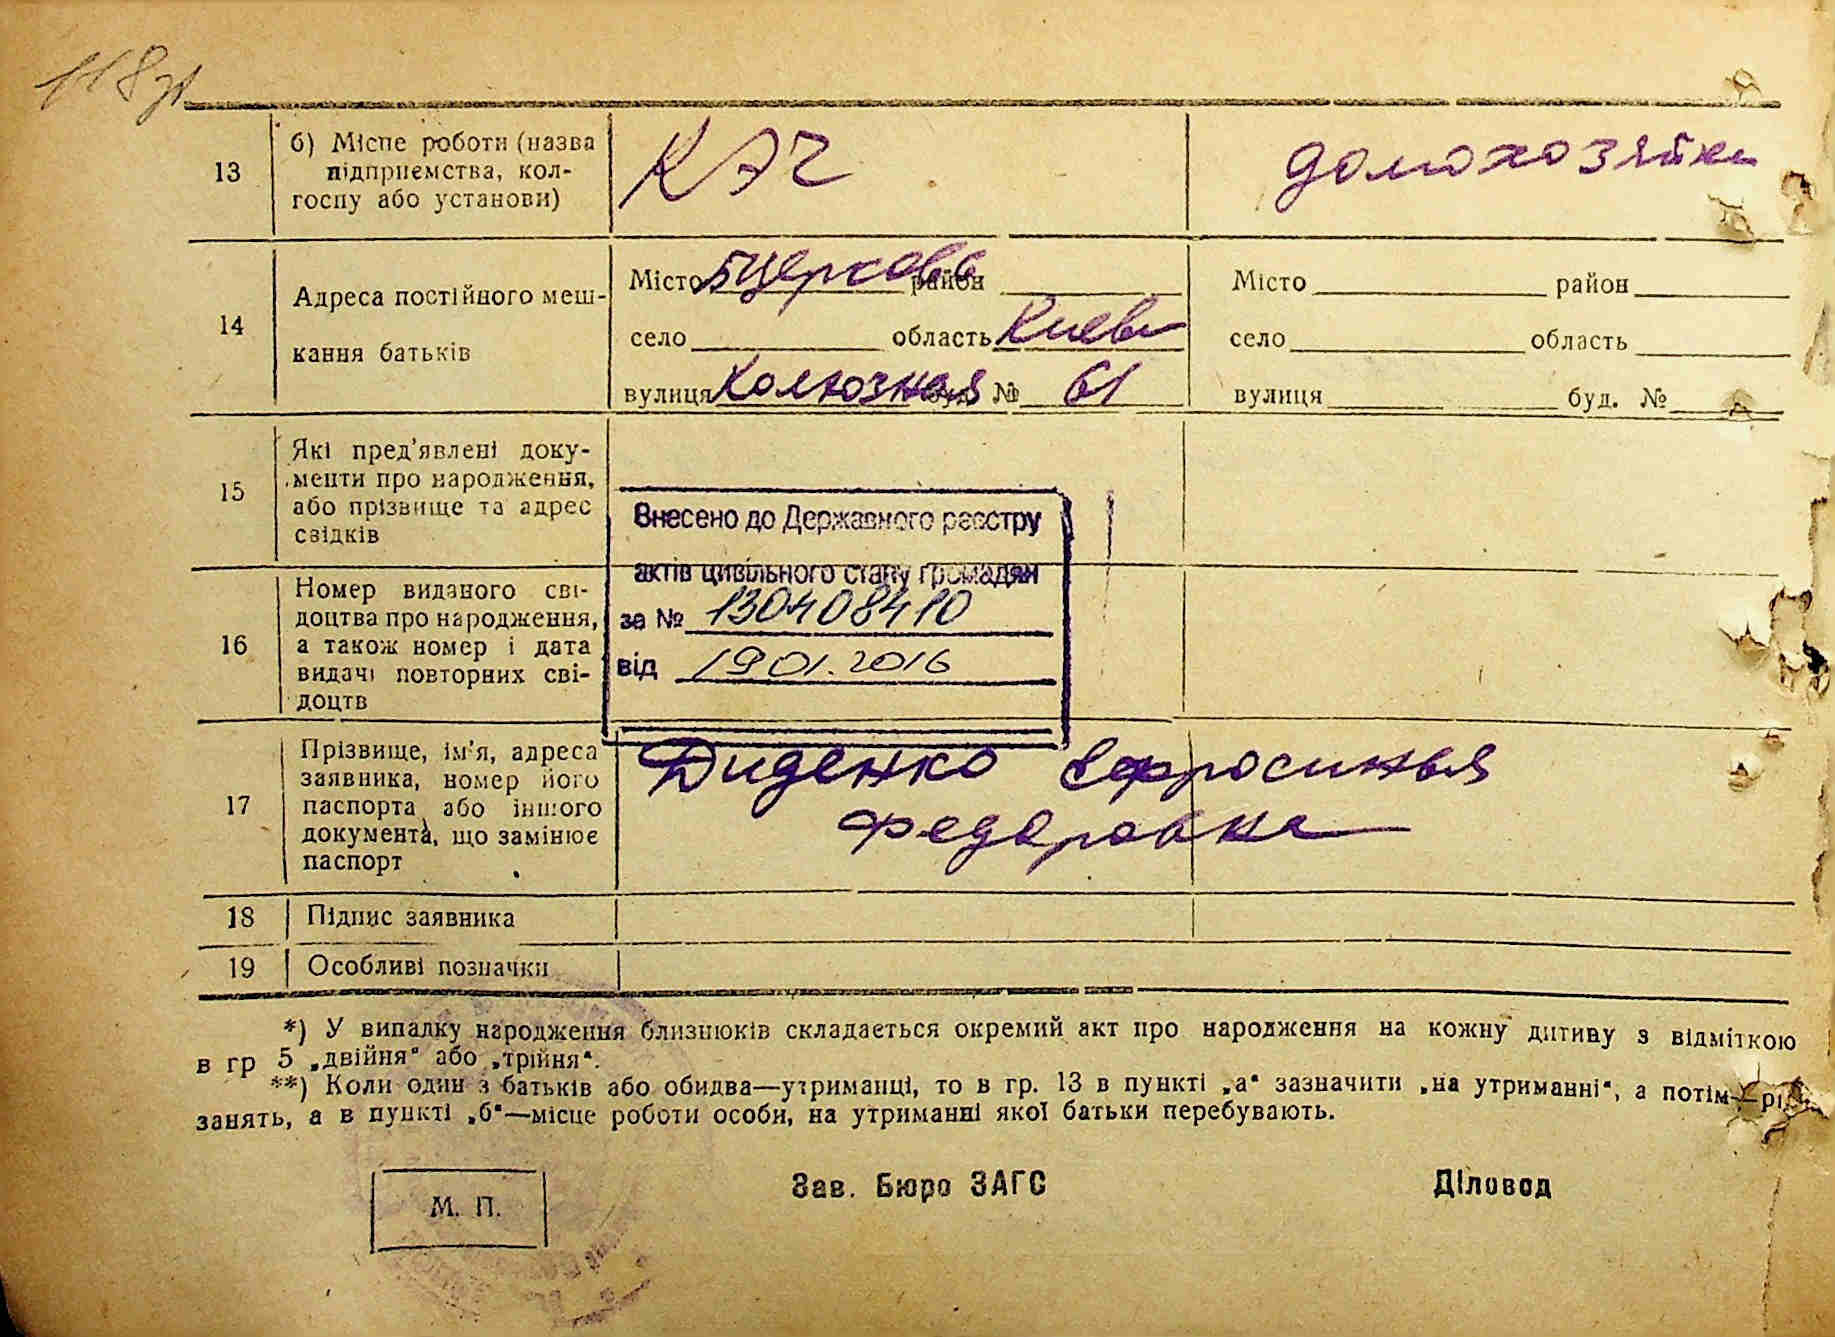 118 зв
13
б) Місце роботи (назва
підприємства, кол-
госпу або установи)
КЭЧ
домохозяйка
14
Адреса постійного меш-
кання батьків
Місто Б Церковь район
село область Киевс
вулиця буд. № 61
Місто район
село область
вулиця буд. №
15
Які пред'явлені доку-
менти про народження,
або прізвище та адрес
свідків
Внесено до Державного реєстру
актів цивільного стану громадян
за № 130408410
від 19.01.2016
16
Номер виданого сві-
доцтва про народження,
а також номер і дата
видачі повторних сві-
доцтв
17
Прізвище, ім'я, адреса
заявника, номер його
паспорта або іншого
документа, що замінює
паспорт
Диденко Ефросинья
Федоровна
18 Підпис заявника
19 Особливі позначки
*) У випадку народження близнюків складається окремий акт про народження на кожну дитину з відміткою
в гр 5 „двійня“ або „трійня“.
**) Коли один з батьків або обидва—утриманці, то в гр. 13 в пункті „а“ зазначити „на утриманні“, а потім—рі
занять, а в пункті „б“—місце роботи особи, на утриманні якої батьки перебувають.
М. П.
Зав. Бюро ЗАГС
Діловод